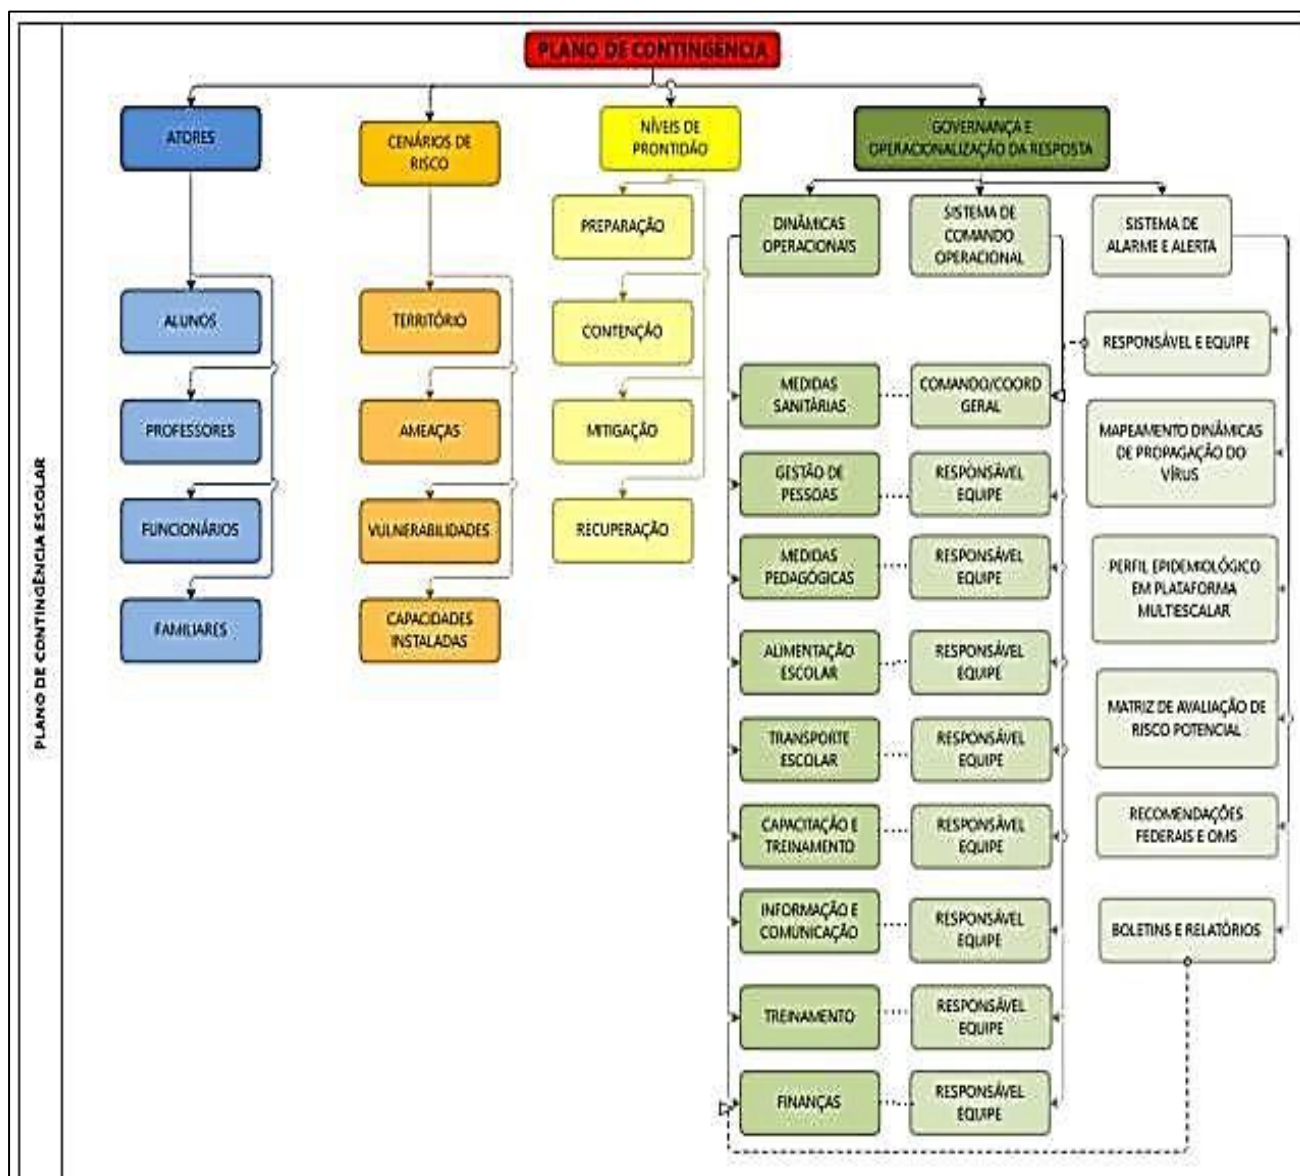 PLANO DE CONTINGÊNCIA ESCOLAR
PLANO DE CONTINGÊNCIA
ATORES
ALUNOS
PROFESSORES
FUNCIONÁRIOS
FAMILIARES
CENÁRIOS DE
RISCO
TERRITÓRIO
AMEAÇAS
VULNERABILIDADES
CAPACIDADES
INSTALADAS
NÍVEIS DE
PRONTIDÃO
PREPARAÇÃO
CONTENÇÃO
MITIGAÇÃO
RECUPERAÇÃO
GOVERNANÇA E
OPERACIONALIZAÇÃO DA RESPOSTA
DINÂMICAS
OPERACIONAIS
MEDIDAS
SANITÁRIAS
GESTÃO DE
PESSOAS
MEDIDAS
PEDAGÓGICAS
ALIMENTAÇÃO
ESCOLAR
TRANSPORTE
ESCOLAR
CAPACITAÇÃO E
TREINAMENTO
INFORMAÇÃO E
COMUNICAÇÃO
TREINAMENTO
FINANÇAS
SISTEMA DE
COMANDO
OPERACIONAL
COMANDO/COORD
GERAL
RESPONSÁVEL
EQUIPE
RESPONSÁVEL
EQUIPE
RESPONSÁVEL
EQUIPE
RESPONSÁVEL
EQUIPE
RESPONSÁVEL
EQUIPE
RESPONSÁVEL
EQUIPE
RESPONSÁVEL
EQUIPE
RESPONSÁVEL
EQUIPE
SISTEMA DE
ALARME E ALERTA
RESPONSÁVEL E EQUIPE
MAPEAMENTO DINÂMICAS
DE PROPAGAÇÃO DO
VÍRUS
PERFIL EPIDEMIOLÓGICO
EM PLATAFORMA
MULTIESCALAR
MATRIZ DE AVALIAÇÃO DE
RISCO POTENCIAL
RECOMENDAÇÕES
FEDERAIS E OMS
BOLETINS E RELATÓRIOS